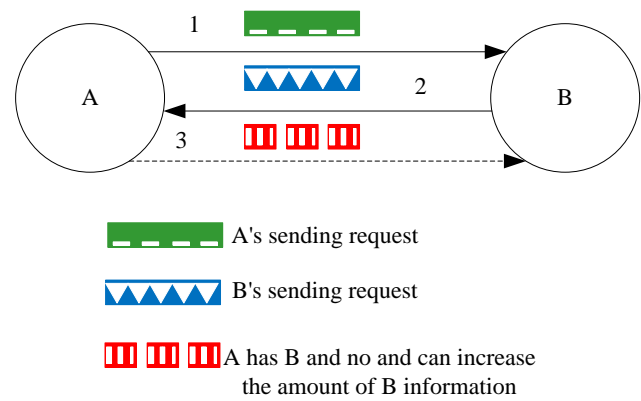 1
A
2
B
3
A's sending request
B's sending request
A has B and no and can increase
the amount of B information